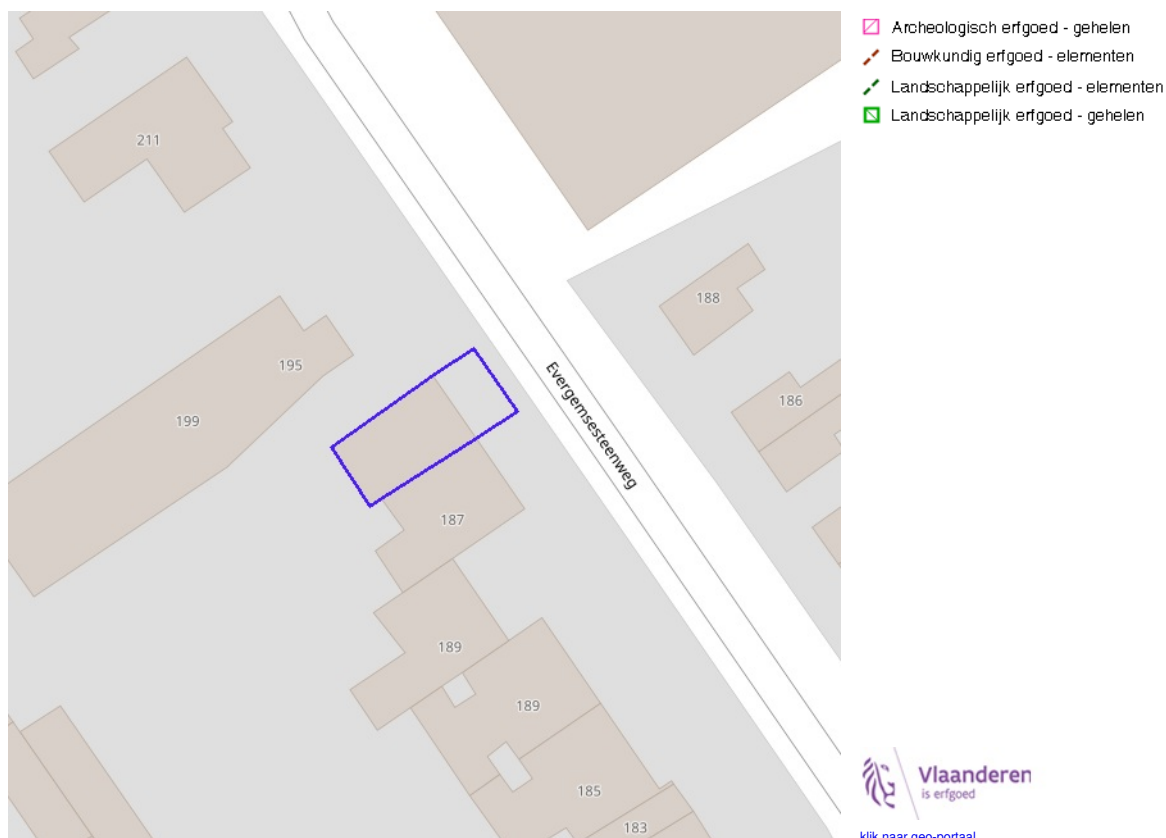 Archeologisch erfgoed - gehelen
Bouwkundig erfgoed - elementen
Landschappelijk erfgoed - elementen
Landschappelijk erfgoed - gehelen
211
188
195
186
199
Evergemsesteenweg
187
189
189
185
183
Vlaanderen
is erfgoed
klik naar geo-portaal